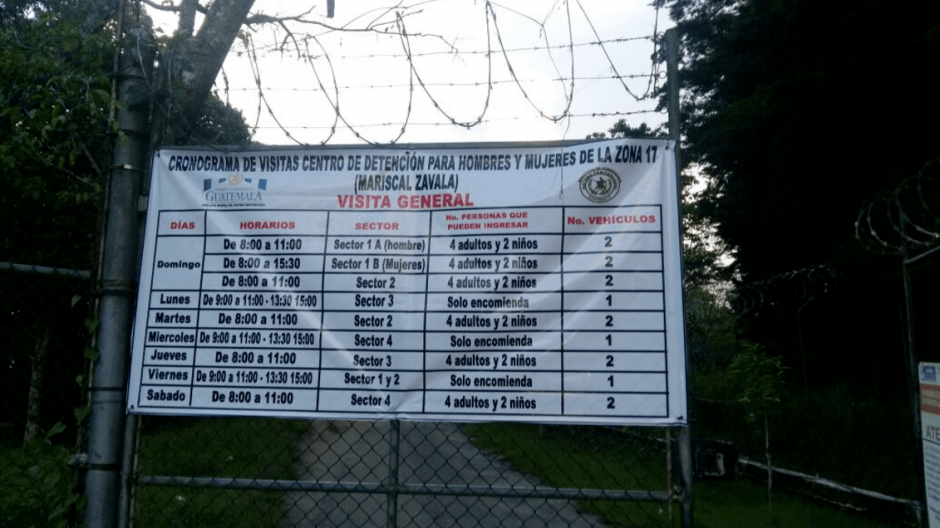 CRONOGRAMA DE VISITAS CENTRO DE DETENCIÓN PARA HOMBRES Y MUJERES DE LA ZONA 17
(MARISCAL ZAVALA)
GUATEMALA
VISITA GENERAL
DÍAS HORARIOS SECTOR No. PERSONAS QUE PUEDEN INGRESAR No. VEHÍCULOS
Domingo De 8:00 a 11:00 Sector 1 A (hombre) 4 adultos y 2 niños 2
De 8:00 a 15:30 Sector 1 B (Mujeres) 4 adultos y 2 niños 2
De 8:00 a 11:00 Sector 2 4 adultos y 2 niños 2
Lunes De 9:00 a 11:00 - 13:30 15:00 Sector 3 Solo encomienda 1
Martes De 8:00 a 11:00 Sector 2 4 adultos y 2 niños 2
Miercoles De 9:00 a 11:00 - 13:30 15:00 Sector 4 Solo encomienda 1
Jueves De 8:00 a 11:00 Sector 3 4 adultos y 2 niños 2
Viernes De 9:00 a 11:00 - 13:30 15:00 Sector 1 y 2 Solo encomienda 1
Sabado De 8:00 a 11:00 Sector 4 4 adultos y 2 niños 2
ATE